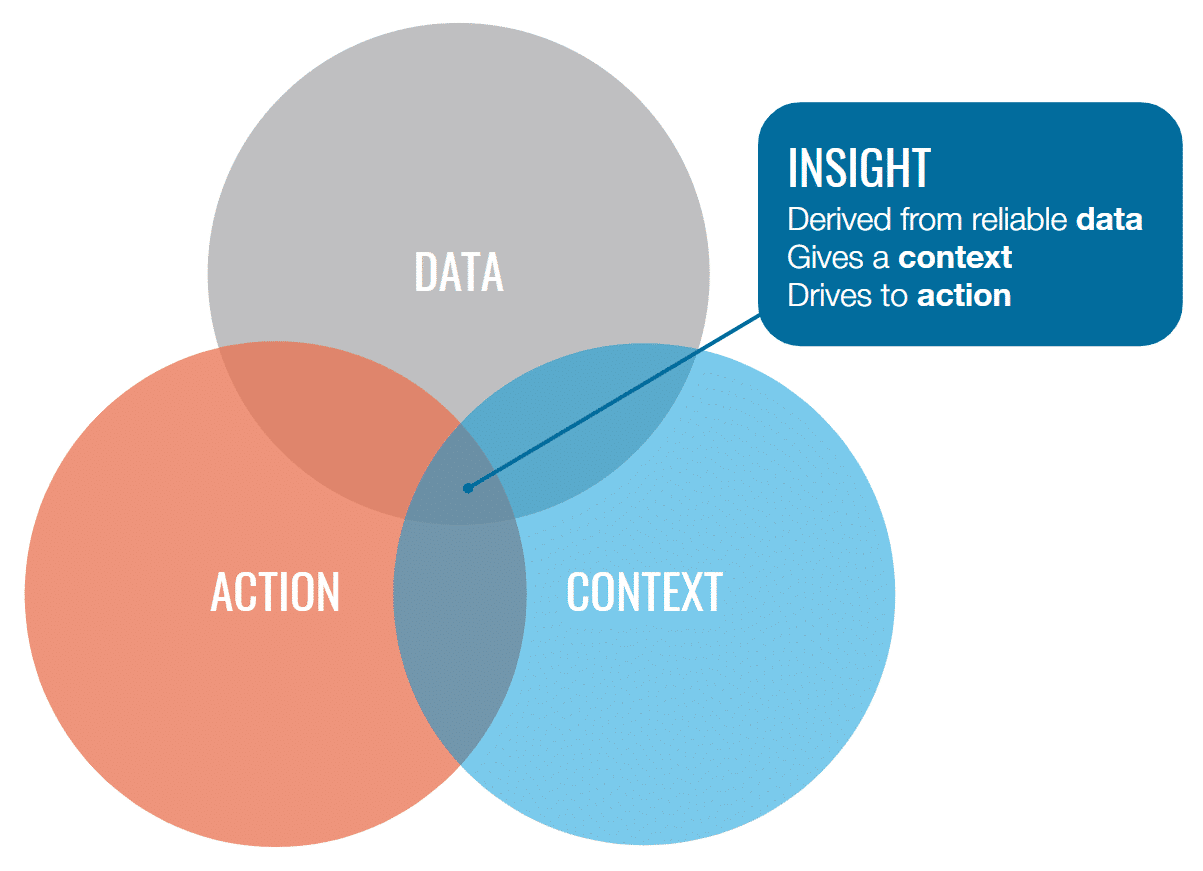 INSIGHT
Derived from reliable data
Gives a context
Drives to action
DATA
ACTION
CONTEXT